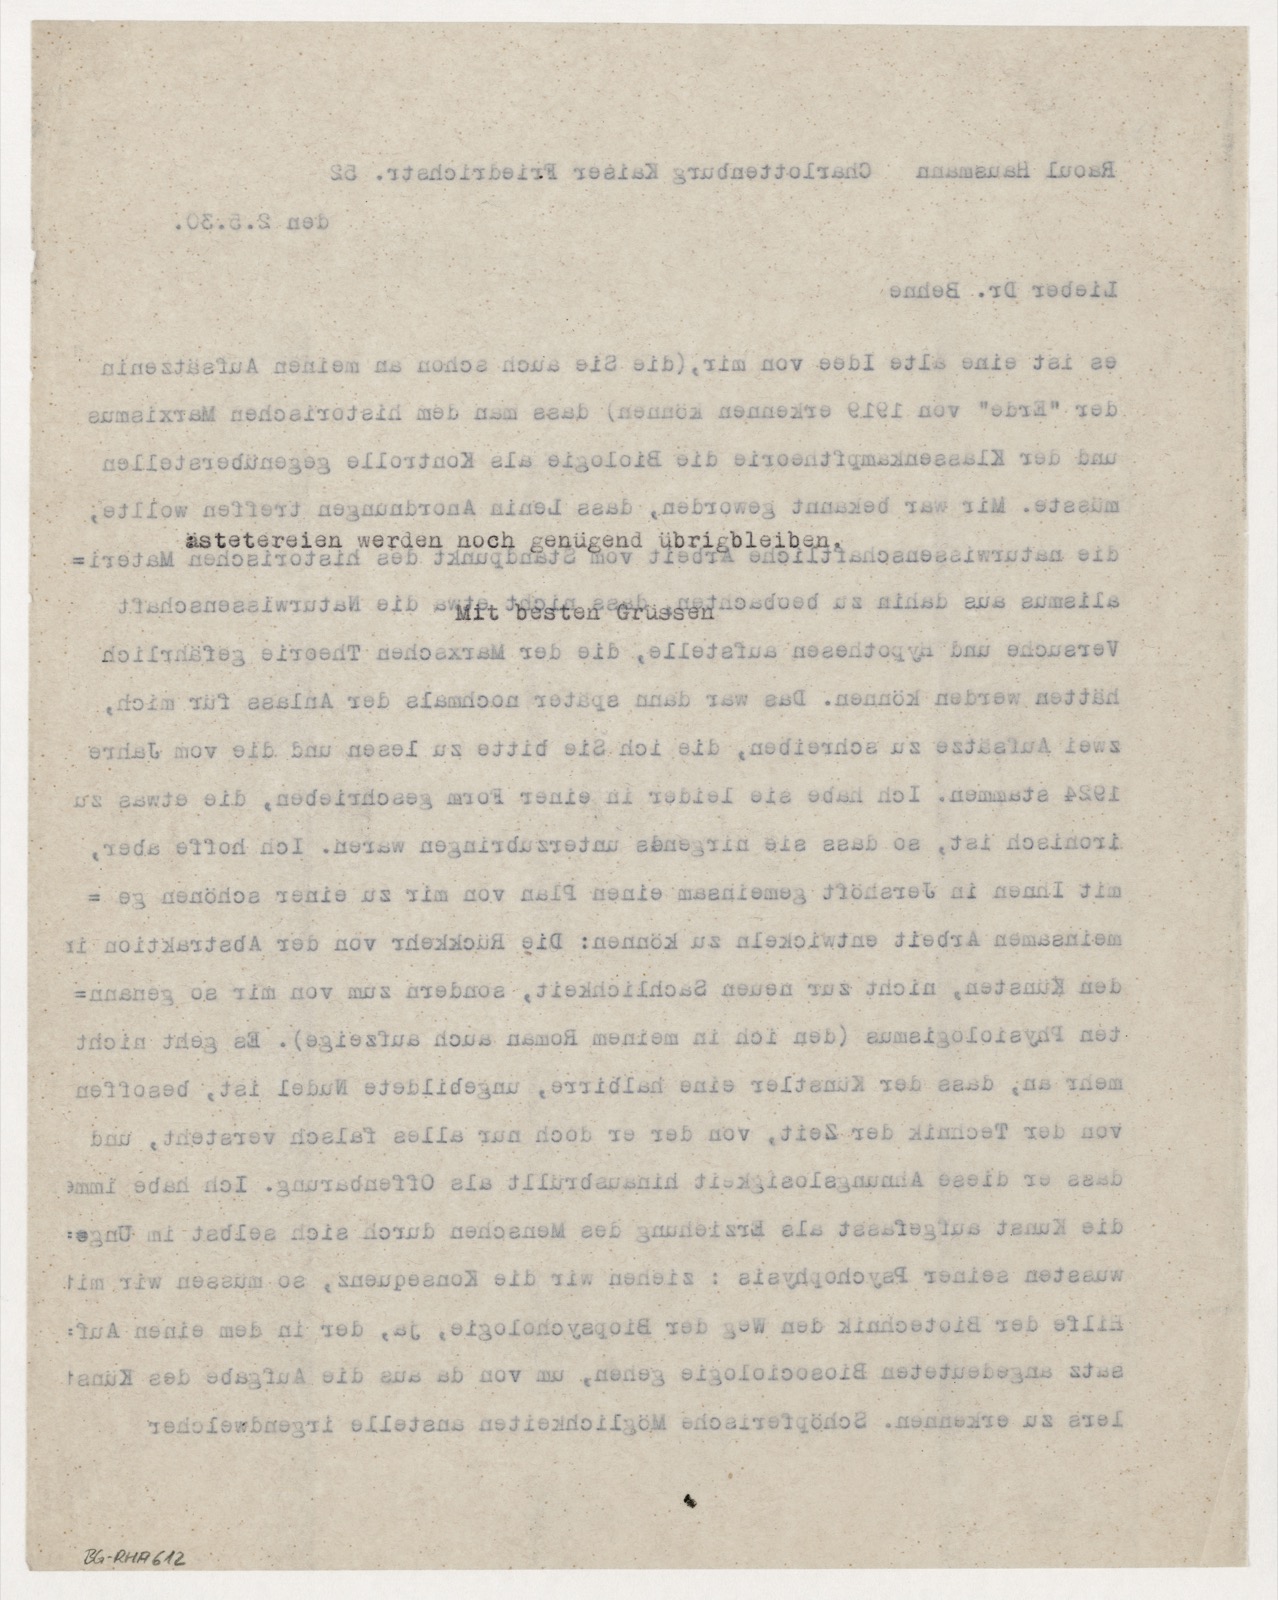 Raoul Hausmann   Charlottenburg Kaiser Friedrichstr. 52
den 2.5.30.
Lieber Dr. Behne
es ist eine alte Idee von mir,(die Sie auch schon an meinen Aufsätzenin
der "Erde" von 1919 erkennen können) dass man dem historischen Marxismus
und der Klassenkampftheorie die Biologie als Kontrolle gegenüberstellen
müsste. Mir war bekannt geworden, dass Lenin Anordnungen treffen wollte,
die naturwissenschaftliche Arbeit vom Standpunkt des historischen Materi=
alismus aus dahin zu beobachten, dass nicht etwa die Naturwissenschaft
Versuche und Hypothesen aufstelle, die der Marxschen Theorie gefährlich
hätten werden können. Das war dann später nochmals der Anlass für mich,
zwei Aufsätze zu schreiben, die ich Sie bitte zu lesen und die vom Jahre
1924 stammen. Ich habe sie leider in einer Form geschrieben, die etwas zu
ironisch ist, so dass sie nirgends unterzubringen waren. Ich hoffe aber,
mit Ihnen in Jershöft gemeinsam einen Plan von mir zu einer schönen ge =
meinsamen Arbeit entwickeln zu können: Die Rückkehr von der Abstraktion in
den Künsten, nicht zur neuen Sachlichkeit, sondern zum von mir so genann=
ten Physiologismus (den ich in meinem Roman auch aufzeige). Es geht nicht
mehr an, dass der Künstler eine halbirre, ungebildete Nudel ist, besoffen
von der Technik der Zeit, von der er doch nur alles falsch versteht, und
dass er diese Ahnungslosigkeit hinausbrüllt als Offenbarung. Ich habe imme
die Kunst aufgefasst als Erziehung des Menschen durch sich selbst im Unge=
wussten seiner Psychophysis : ziehen wir die Konsequenz, so müssen wir mit
Hilfe der Biotechnik den Weg der Biopsychologie, ja, der in dem einen Auf=
satz angedeuteten Biosociologie gehen, um von da aus die Aufgabe des Künst
lers zu erkennen. Schöpferische Möglichkeiten anstelle irgendwelcher
ästetereien werden noch genügend übrigbleiben.
Mit besten Grüssen
BG-RHA 612